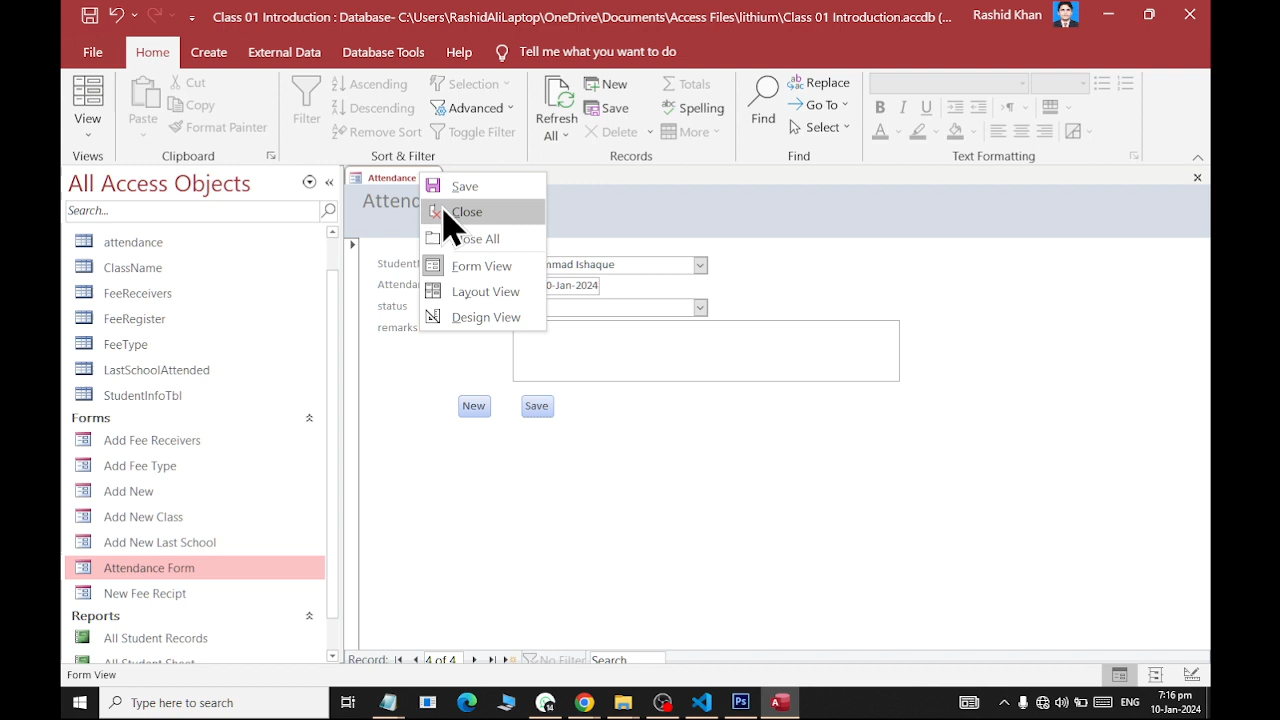 Class 01 Introduction : Database- C:\Users\RashidAliLaptop\OneDrive\Documents\Access Files\lithium\Class 01 Introduction.accdb (...
Rashid Khan
File Home Create External Data Database Tools Help Tell me what you want to do
View
Views
Paste
Cut
Copy
Format Painter
Clipboard
Filter
Ascending
Descending
Remove Sort
Selection
Advanced
Toggle Filter
Sort & Filter
Refresh
All
New
Save
Delete
Totals
Spelling
More
Records
Find
Replace
Go To
Select
Find
B I U
Text Formatting
All Access Objects
Search...
attendance
ClassName
FeeReceivers
FeeRegister
FeeType
LastSchoolAttended
StudentInfoTbl
Forms
Add Fee Receivers
Add Fee Type
Add New
Add New Class
Add New Last School
Attendance Form
New Fee Recipt
Reports
All Student Records
All Student Sheet
Attendance
Save
Close
All
Form View
Layout View
Design View
Ishaque
-Jan-2024
status
remarks
New Save
Record: 4 of 4 No Filter Search
Form View
Type here to search
ENG
7:16 pm
10-Jan-2024